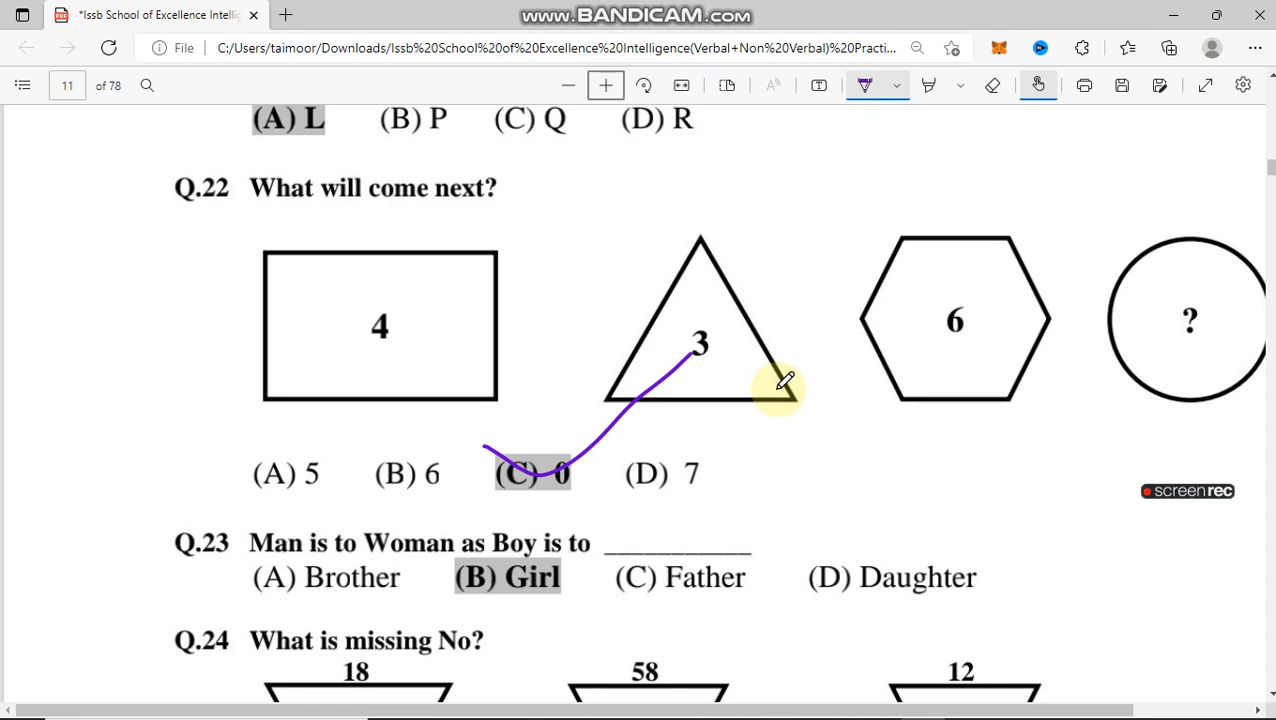 www.BANDICAM.com
*Issb School of Excellence Intellig
File C:/Users/taimoor/Downloads/Issb%20School%20of%20Excellence%20Intelligence(Verbal+Non%20Verbal)%20Practi...
11 of 78
(A) L (B) P (C) Q (D) R
Q.22 What will come next?
4 3 6 ?
(A) 5 (B) 6 (C) 0 (D) 7
screenrec
Q.23 Man is to Woman as Boy is to ___________
(A) Brother (B) Girl (C) Father (D) Daughter
Q.24 What is missing No?
18 58 12